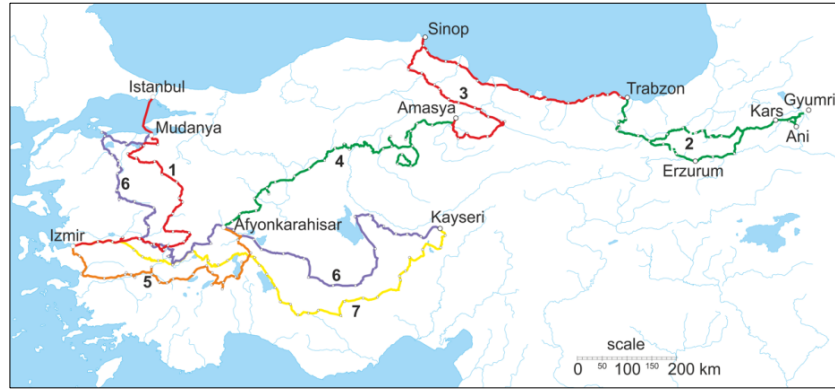 Sinop
Istanbul
3
Trabzon
Gyumri
Amasya
Kars
Mudanya
2
Ani
4
1
Erzurum
6
Afyonkarahisar
Kayseri
Izmir
5
6
7
scale
0 50 100 150 200 km